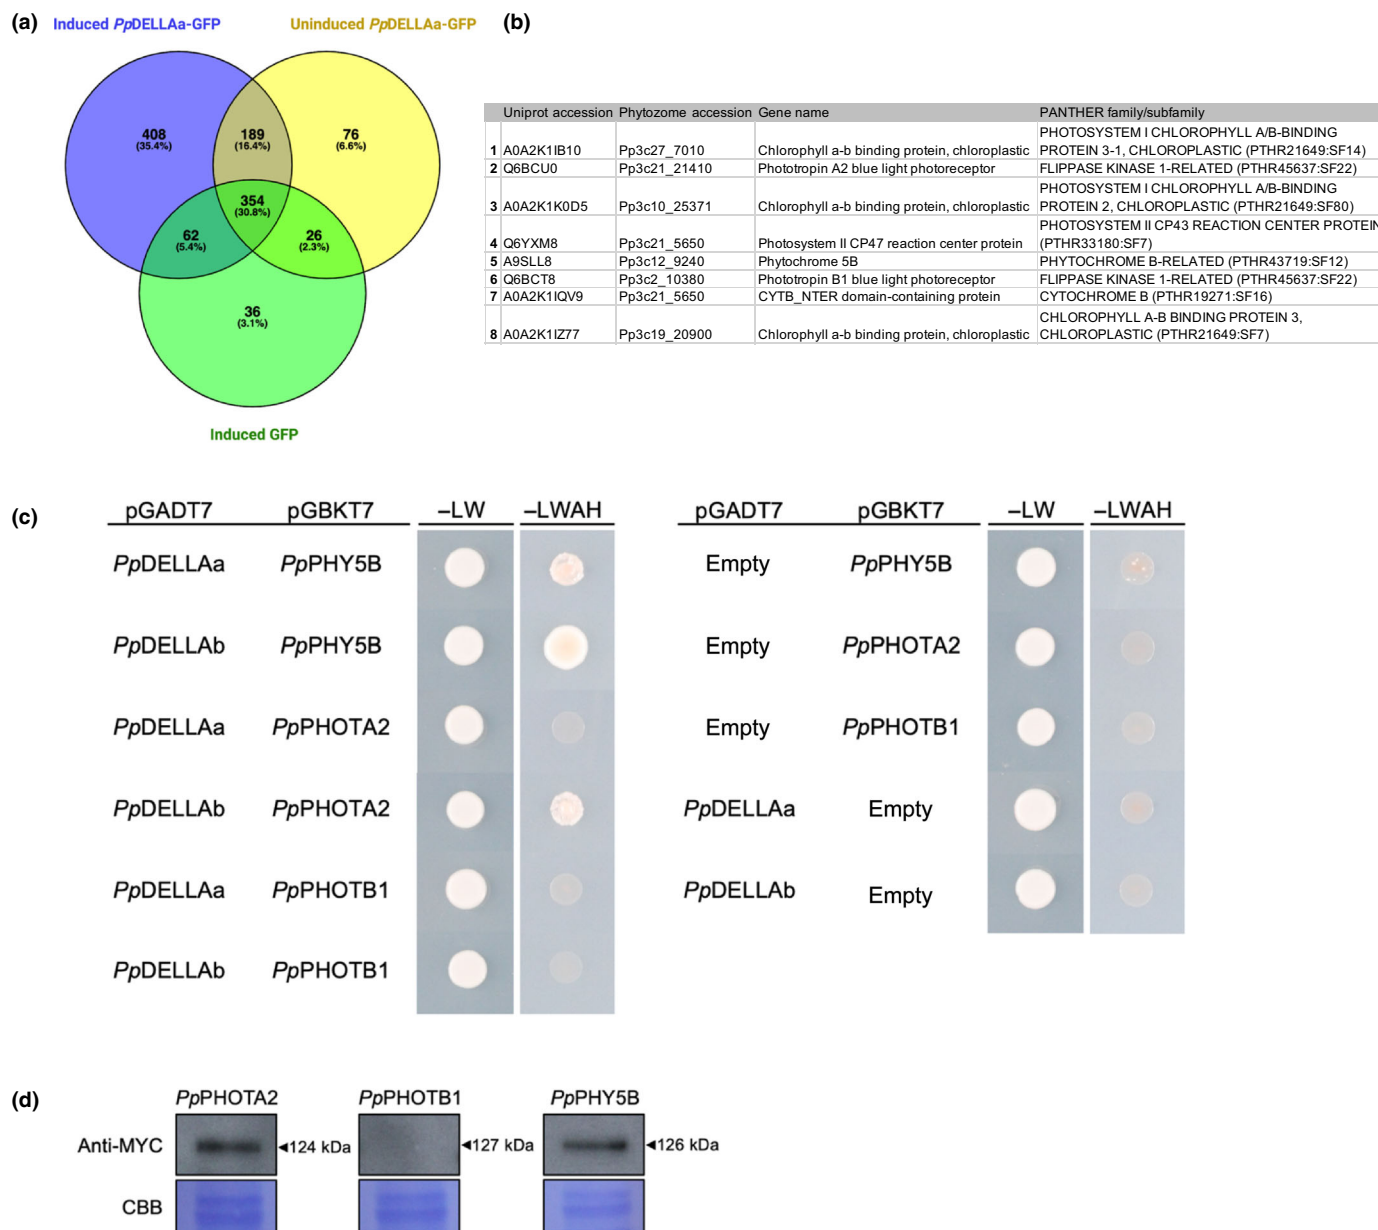 (a) Induced PpDELLAa-GFP Uninduced PpDELLAa-GFP
408
(35.4%)
189
(16.4%)
76
(6.6%)
354
(30.8%)
62
(5.4%)
26
(2.3%)
36
(3.1%)
Induced GFP
(b)
Uniprot accession Phytozome accession Gene name PANTHER family/subfamily
PHOTOSYSTEM I CHLOROPHYLL A/B-BINDING
1 A0A2K1IB10 Pp3c27_7010 Chlorophyll a-b binding protein, chloroplastic PROTEIN 3-1, CHLOROPLASTIC (PTHR21649:SF14)
2 Q6BCU0 Pp3c21_21410 Phototropin A2 blue light photoreceptor FLIPPASE KINASE 1-RELATED (PTHR45637:SF22)
PHOTOSYSTEM I CHLOROPHYLL A/B-BINDING
3 A0A2K1K0D5 Pp3c10_25371 Chlorophyll a-b binding protein, chloroplastic PROTEIN 2, CHLOROPLASTIC (PTHR21649:SF80)
PHOTOSYSTEM II CP43 REACTION CENTER PROTEIN
4 Q6YXM8 Pp3c21_5650 Photosystem II CP47 reaction center protein (PTHR33180:SF7)
5 A9SLL8 Pp3c12_9240 Phytochrome 5B PHYTOCHROME B-RELATED (PTHR43719:SF12)
6 Q6BCT8 Pp3c2_10380 Phototropin B1 blue light photoreceptor FLIPPASE KINASE 1-RELATED (PTHR45637:SF22)
7 A0A2K1IQV9 Pp3c21_5650 CYTB_NTER domain-containing protein CYTOCHROME B (PTHR19271:SF16)
CHLOROPHYLL A-B BINDING PROTEIN 3,
8 A0A2K1IZ77 Pp3c19_20900 Chlorophyll a-b binding protein, chloroplastic CHLOROPLASTIC (PTHR21649:SF7)
(c)
pGADT7 pGBKT7 –LW –LWAH
PpDELLAa PpPHY5B
PpDELLAb PpPHY5B
PpDELLAa PpPHOTA2
PpDELLAb PpPHOTA2
PpDELLAa PpPHOTB1
PpDELLAb PpPHOTB1
pGADT7 pGBKT7 –LW –LWAH
Empty PpPHY5B
Empty PpPHOTA2
Empty PpPHOTB1
PpDELLAa Empty
PpDELLAb Empty
(d)
PpPHOTA2 PpPHOTB1 PpPHY5B
Anti-MYC ◄124 kDa ◄127 kDa ◄126 kDa
CBB